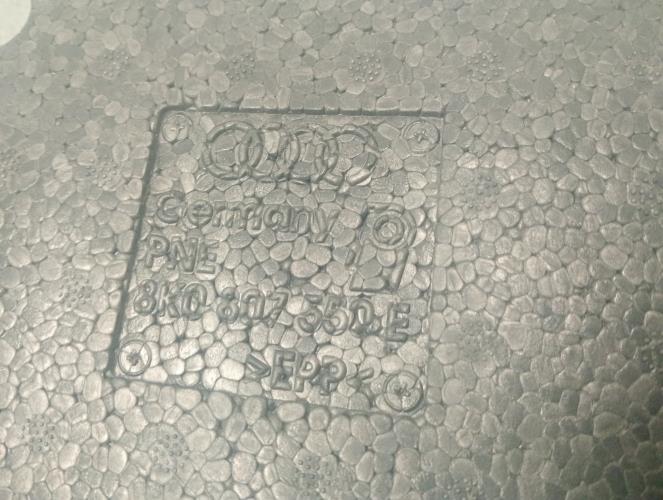 Germany
PNE
8K0 807 550 E
>EPP<